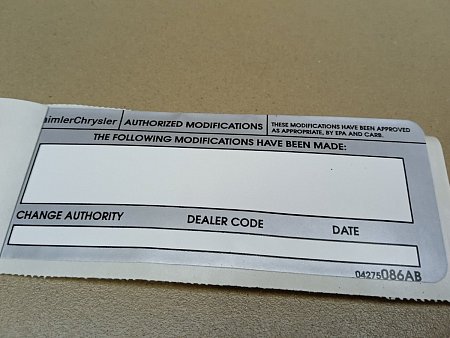 aimlerChrysler AUTHORIZED MODIFICATIONS THESE MODIFICATIONS HAVE BEEN APPROVED
AS APPROPRIATE, BY EPA AND CARB.
THE FOLLOWING MODIFICATIONS HAVE BEEN MADE:
CHANGE AUTHORITY DEALER CODE DATE
04275086AB